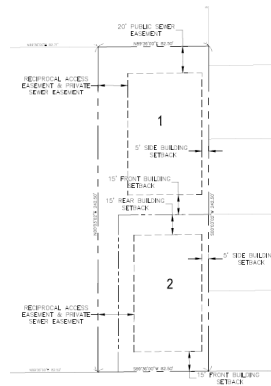 20' PUBLIC SEWER
EASEMENT
RECIPROCAL ACCESS
EASEMENT & PRIVATE
SEWER EASEMENT
1
5' SIDE BUILDING
SETBACK
15' FRONT BUILDING
SETBACK
15' REAR BUILDING
SETBACK
2
5' SIDE BUILDING
SETBACK
RECIPROCAL ACCESS
EASEMENT & PRIVATE
SEWER EASEMENT
15' FRONT BUILDING
SETBACK